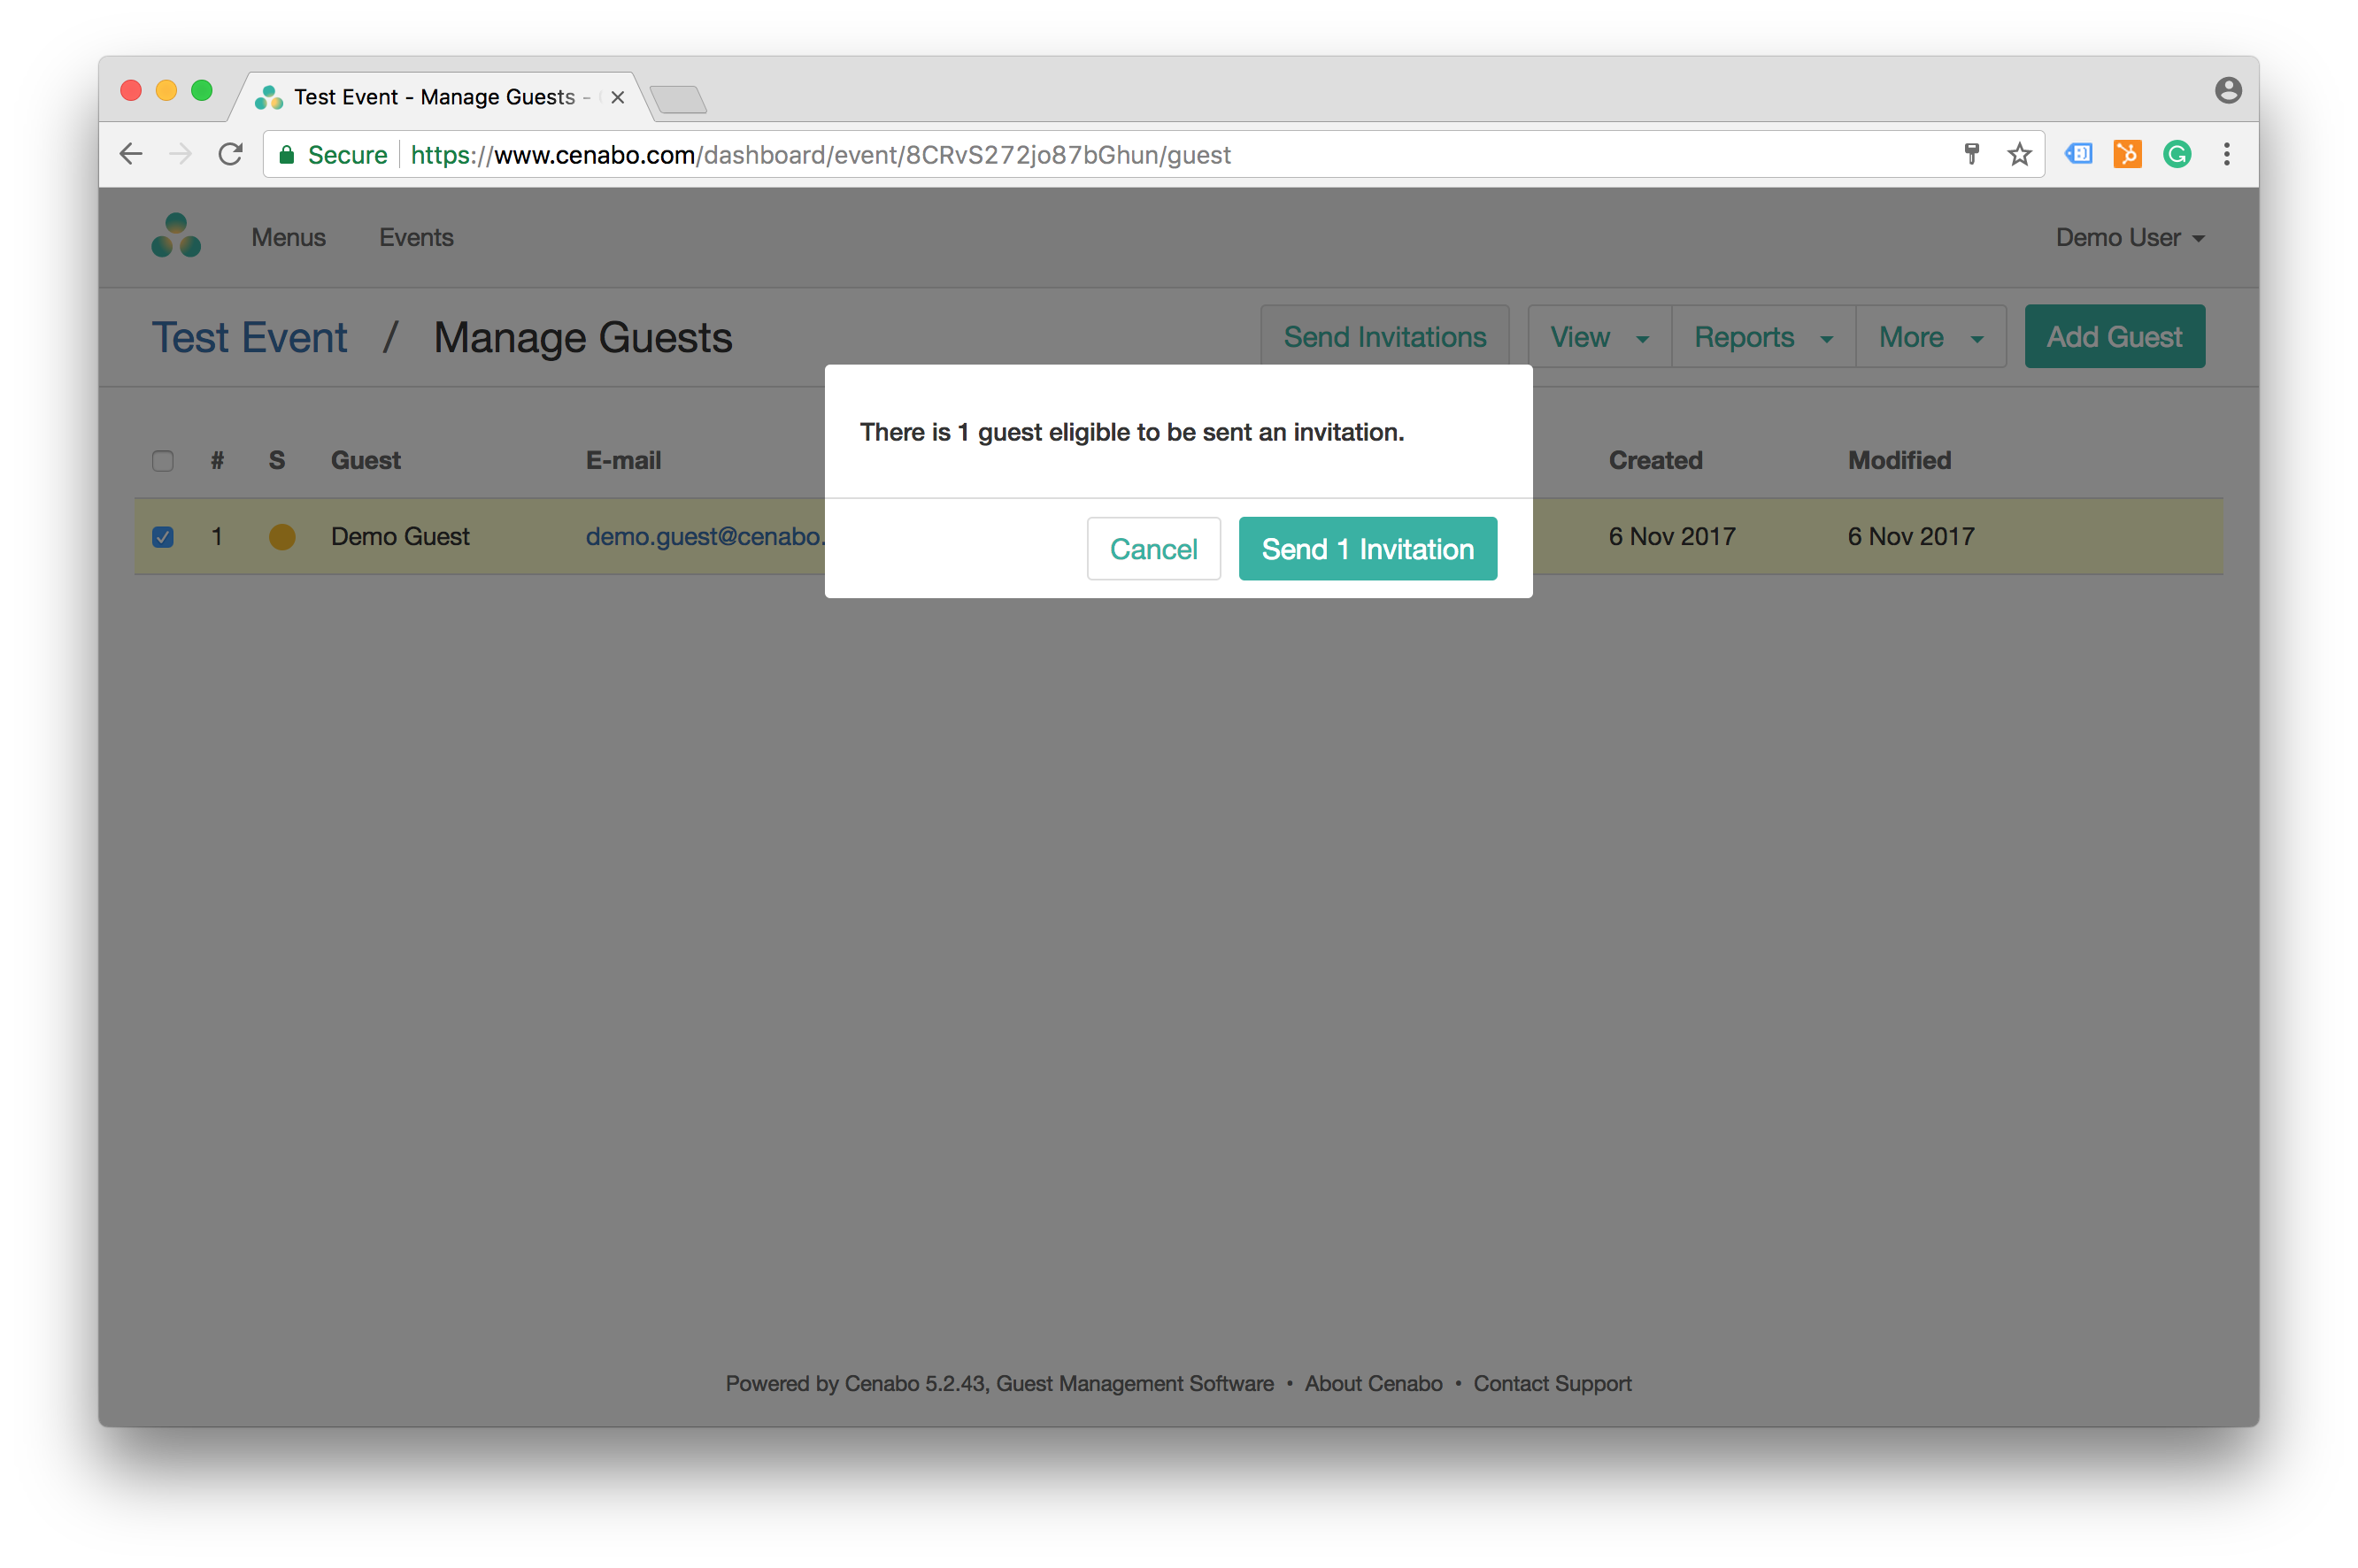 Test Event - Manage Guests -
Secure https://www.cenabo.com/dashboard/event/8CRvS272jo87bGhun/guest
Menus Events Demo User
Test Event / Manage Guests Send Invitations View Reports More Add Guest
There is 1 guest eligible to be sent an invitation.
# S Guest E-mail Created Modified
1 Demo Guest demo.guest@cenabo. 6 Nov 2017 6 Nov 2017
Cancel Send 1 Invitation
Powered by Cenabo 5.2.43, Guest Management Software • About Cenabo • Contact Support